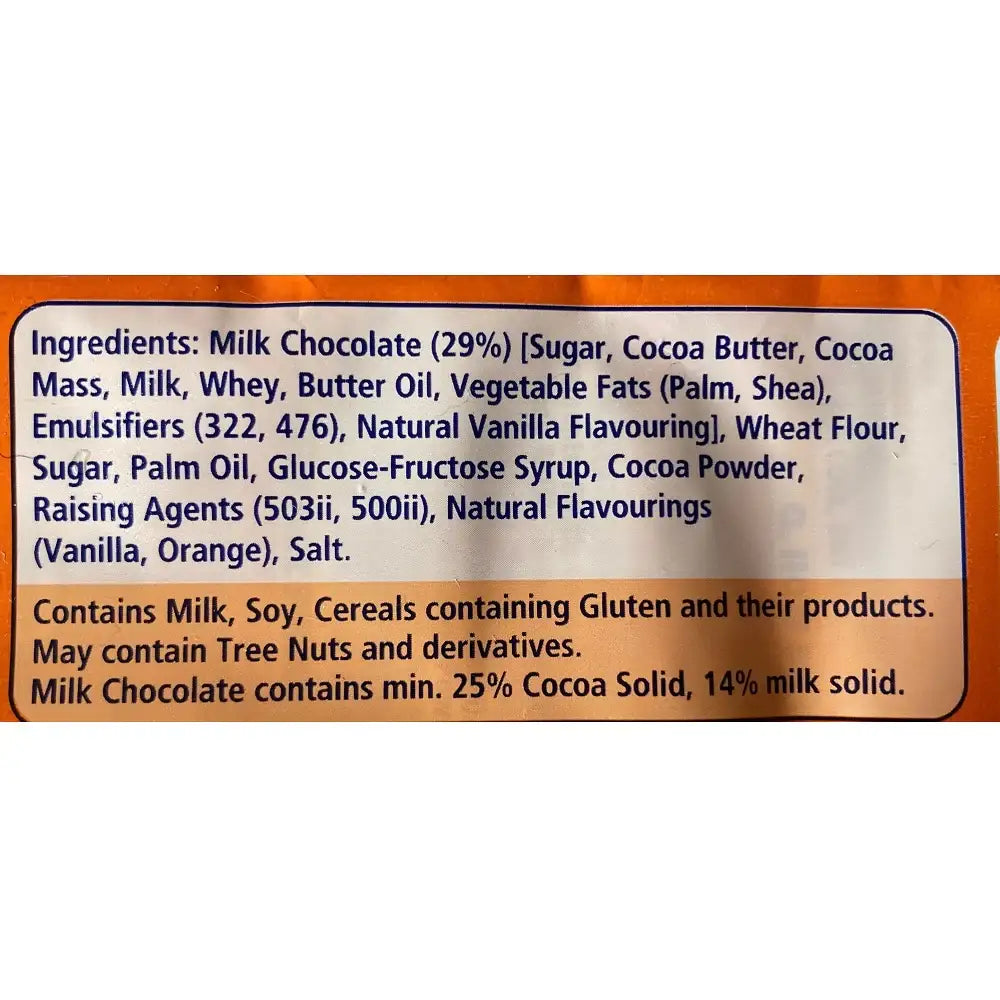 Ingredients: Milk Chocolate (29%) [Sugar, Cocoa Butter, Cocoa
Mass, Milk, Whey, Butter Oil, Vegetable Fats (Palm, Shea),
Emulsifiers (322, 476), Natural Vanilla Flavouring], Wheat Flour,
Sugar, Palm Oil, Glucose-Fructose Syrup, Cocoa Powder,
Raising Agents (503ii, 500ii), Natural Flavourings
(Vanilla, Orange), Salt.
Contains Milk, Soy, Cereals containing Gluten and their products.
May contain Tree Nuts and derivatives.
Milk Chocolate contains min. 25% Cocoa Solid, 14% milk solid.